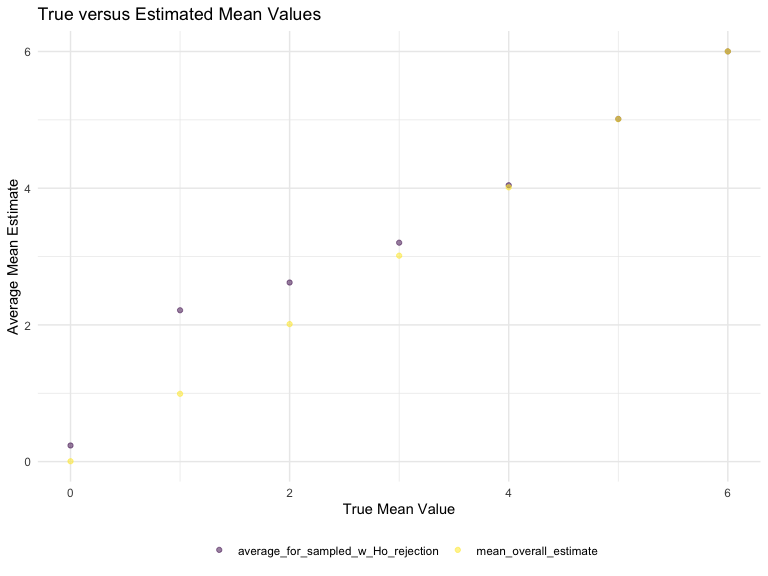 True versus Estimated Mean Values
6
4
2
0
Average Mean Estimate
0 2 4 6
True Mean Value
average_for_sampled_w_Ho_rejection mean_overall_estimate